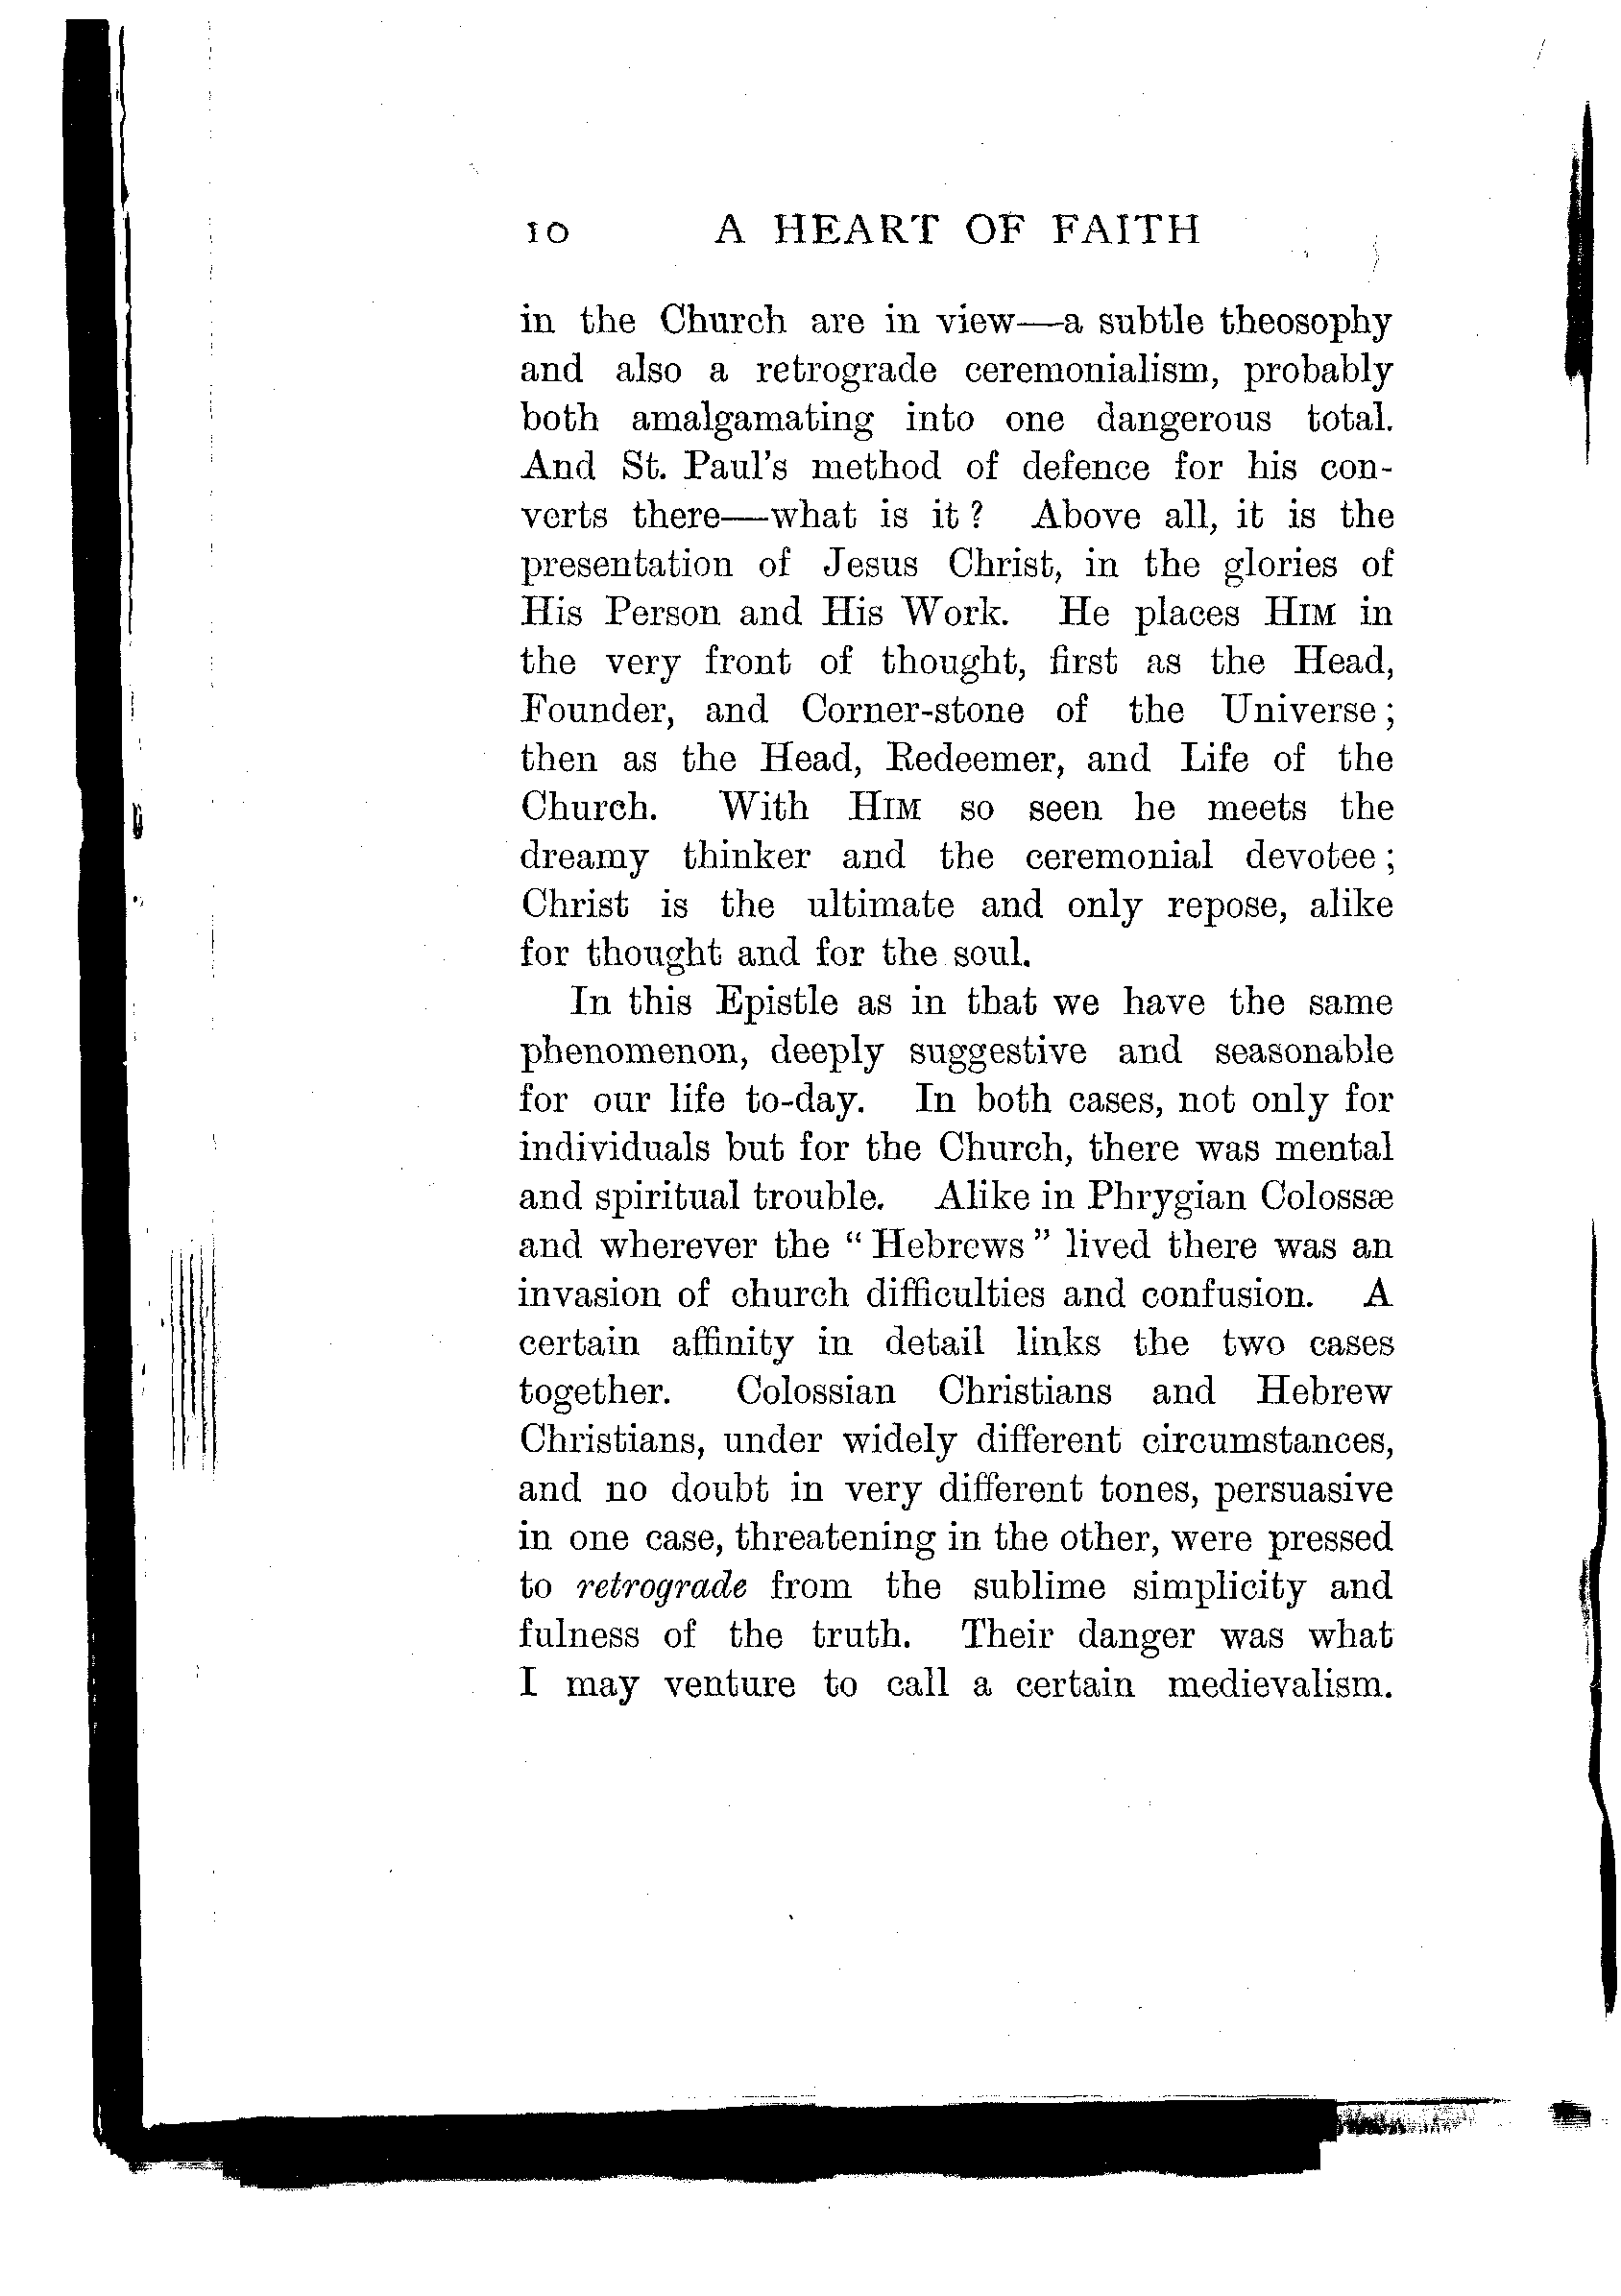 10 A HEART OF FAITH
in the Church are in view—a subtle theosophy
and also a retrograde ceremonialism, probably
both amalgamating into one dangerous total.
And St. Paul's method of defence for his con-
verts there—what is it? Above all, it is the
presentation of Jesus Christ, in the glories of
His Person and His Work. He places HIM in
the very front of thought, first as the Head,
Founder, and Corner-stone of the Universe;
then as the Head, Redeemer, and Life of the
Church. With HIM so seen he meets the
dreamy thinker and the ceremonial devotee;
Christ is the ultimate and only repose, alike
for thought and for the soul.
In this Epistle as in that we have the same
phenomenon, deeply suggestive and seasonable
for our life to-day. In both cases, not only for
individuals but for the Church, there was mental
and spiritual trouble. Alike in Phrygian Colossæ
and wherever the "Hebrews" lived there was an
invasion of church difficulties and confusion. A
certain affinity in detail links the two cases
together. Colossian Christians and Hebrew
Christians, under widely different circumstances,
and no doubt in very different tones, persuasive
in one case, threatening in the other, were pressed
to retrograde from the sublime simplicity and
fulness of the truth. Their danger was what
I may venture to call a certain medievalism.